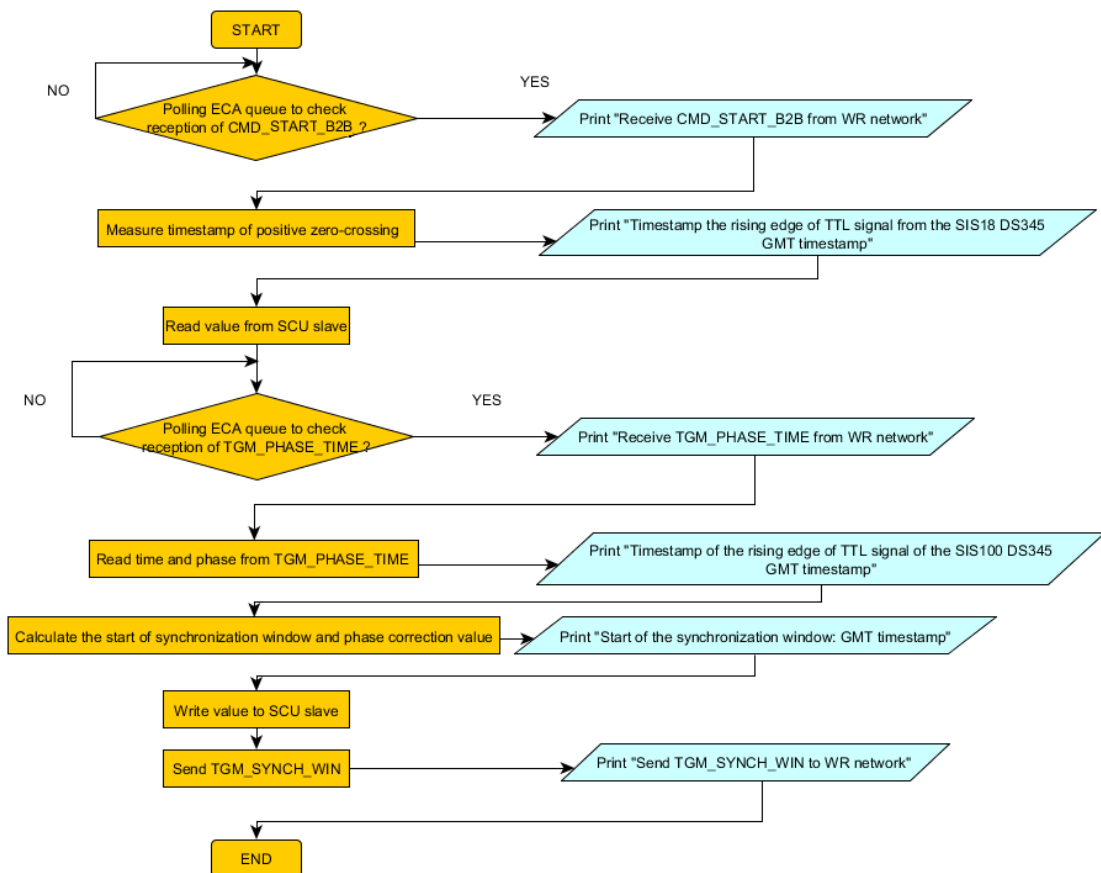 START
NO
YES
Polling ECA queue to check
reception of CMD_START_B2B ?
Print "Receive CMD_START_B2B from WR network"
Measure timestamp of positive zero-crossing
Print "Timestamp the rising edge of TTL signal from the SIS18 DS345
GMT timestamp"
Read value from SCU slave
NO
YES
Polling ECA queue to check
reception of TGM_PHASE_TIME ?
Print "Receive TGM_PHASE_TIME from WR network"
Read time and phase from TGM_PHASE_TIME
Print "Timestamp of the rising edge of TTL signal of the SIS100 DS345
GMT timestamp"
Calculate the start of synchronization window and phase correction value
Print "Start of the synchronization window: GMT timestamp"
Write value to SCU slave
Send TGM_SYNCH_WIN
Print "Send TGM_SYNCH_WIN to WR network"
END